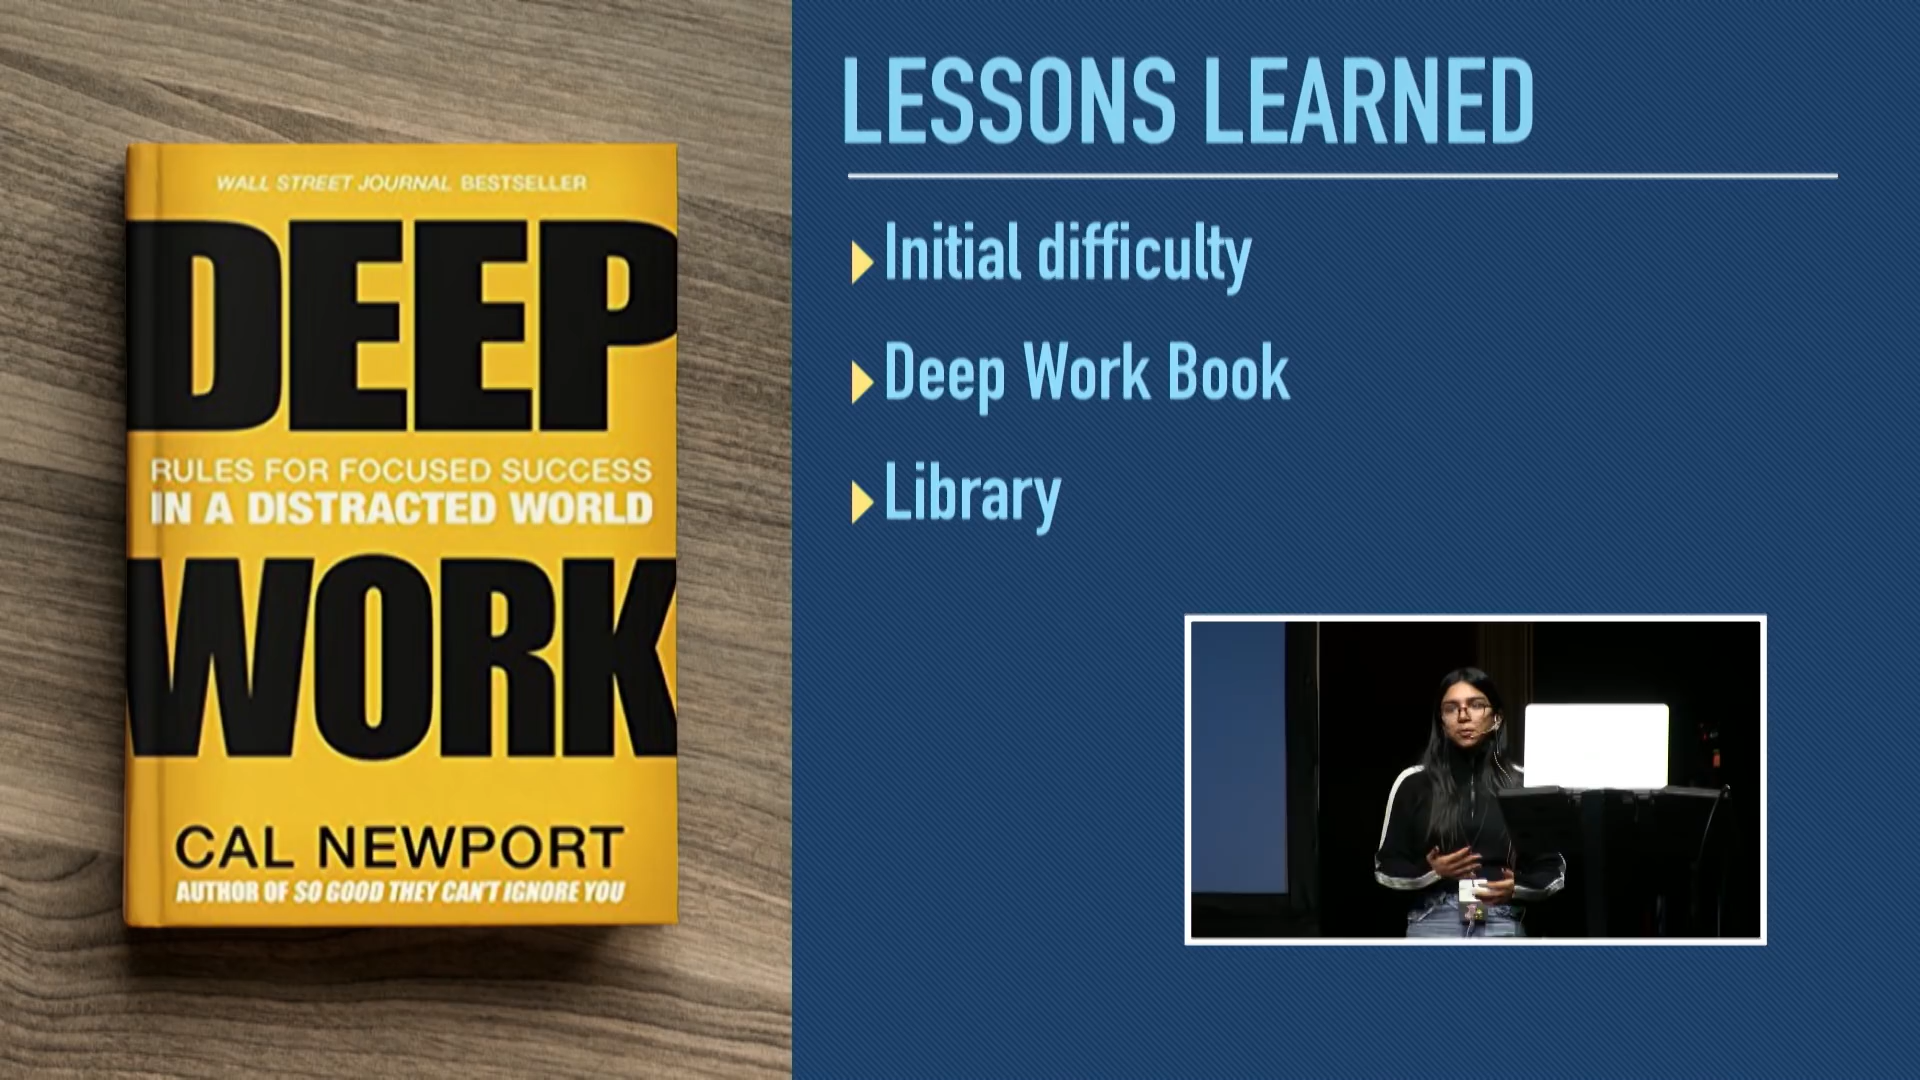 WALL STREET JOURNAL BESTSELLER
DEEP
RULES FOR FOCUSED SUCCESS
IN A DISTRACTED WORLD
WORK
CAL NEWPORT
AUTHOR OF SO GOOD THEY CAN'T IGNORE YOU
LESSONS LEARNED
Initial difficulty
Deep Work Book
Library